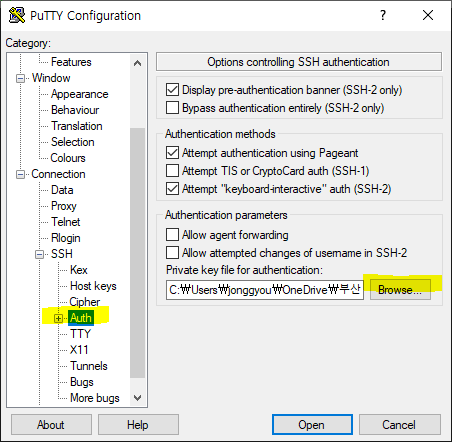 PuTTY Configuration
?
Category:
Features
Window
Appearance
Behaviour
Translation
Selection
Colours
Connection
Data
Proxy
Telnet
Rlogin
SSH
Kex
Host keys
Cipher
Auth
TTY
X11
Tunnels
Bugs
More bugs
Options controlling SSH authentication
Display pre-authentication banner (SSH-2 only)
Bypass authentication entirely (SSH-2 only)
Authentication methods
Attempt authentication using Pageant
Attempt TIS or CryptoCard auth (SSH-1)
Attempt "keyboard-interactive" auth (SSH-2)
Authentication parameters
Allow agent forwarding
Allow attempted changes of username in SSH-2
Private key file for authentication:
C:₩Users₩jonggyou₩OneDrive₩부산
Browse...
About
Help
Open
Cancel